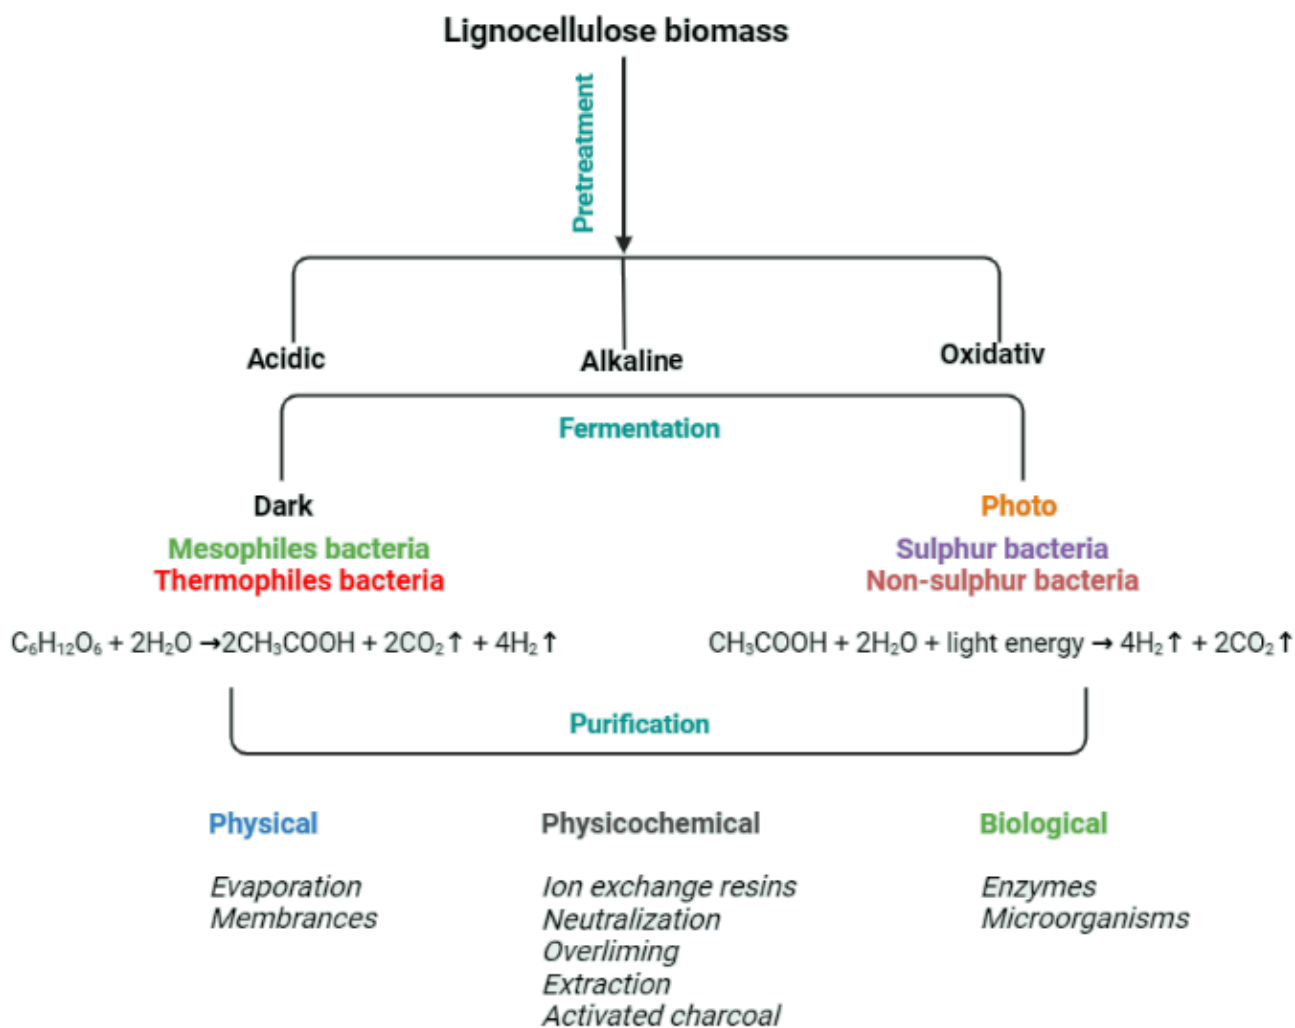 Lignocellulose biomass
Pretreatment
Acidic
Alkaline
Oxidativ
Fermentation
Dark
Photo
Mesophiles bacteria
Sulphur bacteria
Thermophiles bacteria
Non-sulphur bacteria
C₆H₁₂O₆ + 2H₂O →2CH₃COOH + 2CO₂↑ + 4H₂↑
CH₃COOH + 2H₂O + light energy → 4H₂↑ + 2CO₂↑
Purification
Physical
Physicochemical
Biological
Evaporation
Ion exchange resins
Enzymes
Membrances
Neutralization
Microorganisms
Overliming
Extraction
Activated charcoal